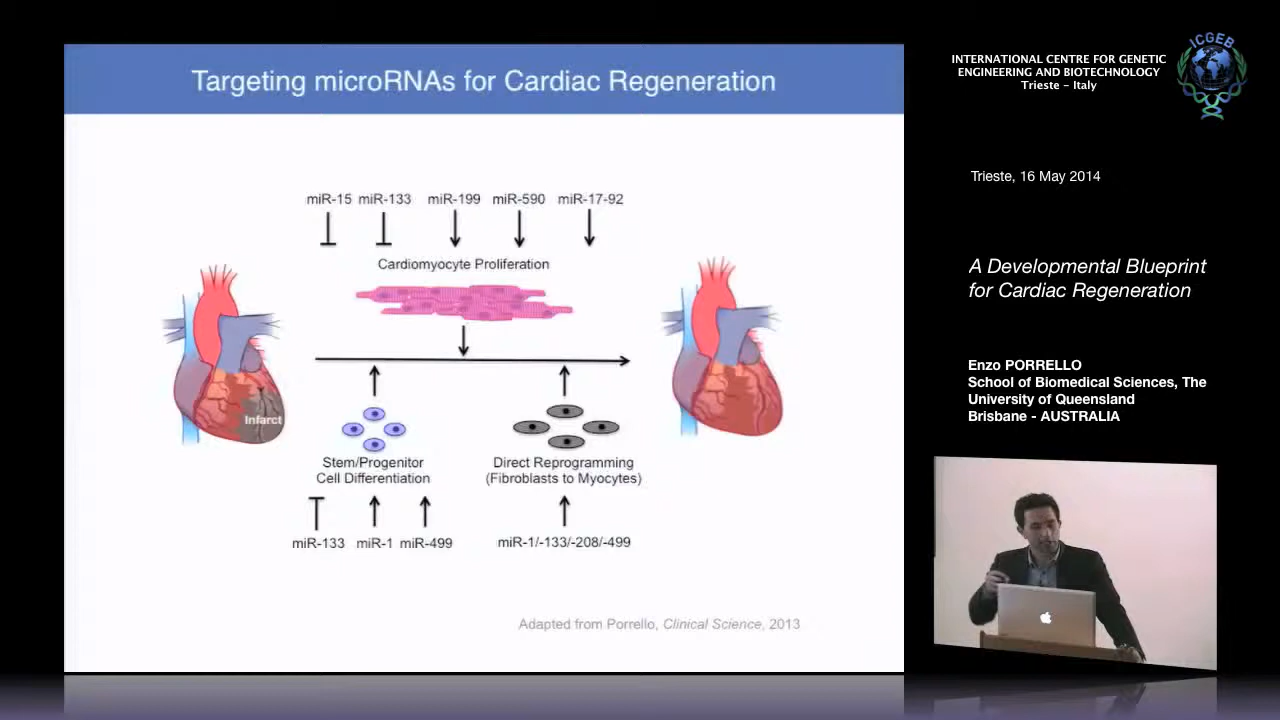 Targeting microRNAs for Cardiac Regeneration
miR-15 miR-133 miR-199 miR-590 miR-17-92
Cardiomyocyte Proliferation
Infarct
Stem/Progenitor
Cell Differentiation
Direct Reprogramming
(Fibroblasts to Myocytes)
miR-133 miR-1 miR-499
miR-1/-133/-208/-499
Adapted from Porrello, Clinical Science, 2013
INTERNATIONAL CENTRE FOR GENETIC
ENGINEERING AND BIOTECHNOLOGY
Trieste - Italy
ICGEB
Trieste, 16 May 2014
A Developmental Blueprint
for Cardiac Regeneration
Enzo PORRELLO
School of Biomedical Sciences, The
University of Queensland
Brisbane - AUSTRALIA